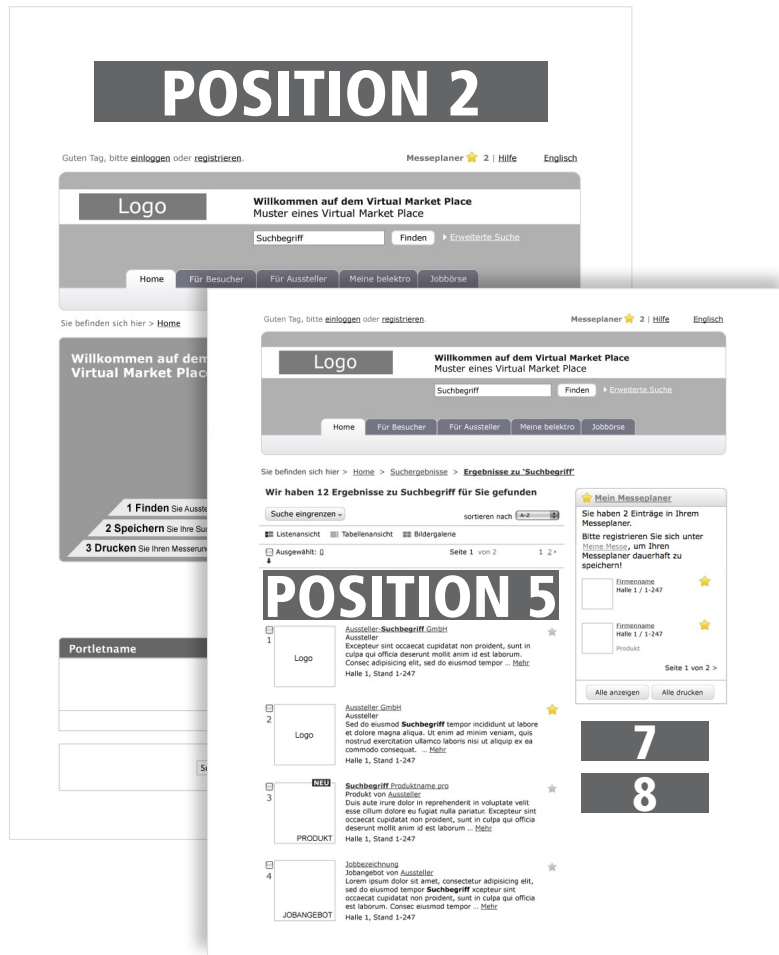 POSITION 2
Guten Tag, bitte einloggen oder registrieren.
Messeplaner 2 | Hilfe Englisch
Logo
Willkommen auf dem Virtual Market Place
Muster eines Virtual Market Place
Suchbegriff Finden Erweiterte Suche
Home Für Besucher Für Aussteller Meine belektro Jobbörse
Sie befinden sich hier > Home
Willkommen auf dem
Virtual Market Plac
1 Finden Sie Ausste
2 Speichern Sie Ihre Su
3 Drucken Sie Ihren Messerun
Portletname
Guten Tag, bitte einloggen oder registrieren.
Messeplaner 2 | Hilfe Englisch
Logo
Willkommen auf dem Virtual Market Place
Muster eines Virtual Market Place
Suchbegriff Finden Erweiterte Suche
Home Für Besucher Für Aussteller Meine belektro Jobbörse
Sie befinden sich hier > Home > Suchergebnisse > Ergebnisse zu 'Suchbegriff'
Wir haben 12 Ergebnisse zu Suchbegriff für Sie gefunden
Suche eingrenzen
sortieren nach A-Z
Listenansicht Tabellenansicht Bildergalerie
Ausgewählt: 0
Seite 1 von 2 1 2
POSITION 5
1
Logo
Aussteller-Suchbegriff GmbH
Aussteller
Excepteur sint occaecat cupidatat non proident, sunt in
culpa qui officia deserunt mollit anim id est laborum.
Consec adipisicing elit, sed do eiusmod tempor ... Mehr
Halle 1, Stand 1-247
2
Logo
Aussteller GmbH
Aussteller
Sed do eiusmod Suchbegriff tempor incididunt ut labore
et dolore magna aliqua. Ut enim ad minim veniam, quis
nostrud exercitation ullamco laboris nisi ut aliquip ex ea
commodo consequat. ... Mehr
Halle 1, Stand 1-247
3
NEU
PRODUKT
Suchbegriff Produktname pro
Produkt von Aussteller
Duis aute irure dolor in reprehenderit in voluptate velit
esse cillum dolore eu fugiat nulla pariatur. Excepteur sint
occaecat cupidatat non proident, sunt in culpa qui officia
deserunt mollit anim id est laborum ... Mehr
Halle 1, Stand 1-247
4
JOBANGEBOT
Jobbezeichnung
Jobangebot von Aussteller
Lorem ipsum dolor sit amet, consectetur adipisicing elit,
sed do eiusmod tempor Suchbegriff xcepteur sint
occaecat cupidatat non proident, sunt in culpa qui officia
est laborum. Consec eiusmod tempor ... Mehr
Halle 1, Stand 1-247
Mein Messeplaner
Sie haben 2 Einträge in Ihrem
Messeplaner.
Bitte registrieren Sie sich unter
Meine Messe, um Ihren
Messeplaner dauerhaft zu
speichern!
Firmenname
Halle 1 / 1-247
Firmenname
Halle 1 / 1-247
Produkt
Seite 1 von 2 >
Alle anzeigen Alle drucken
7
8